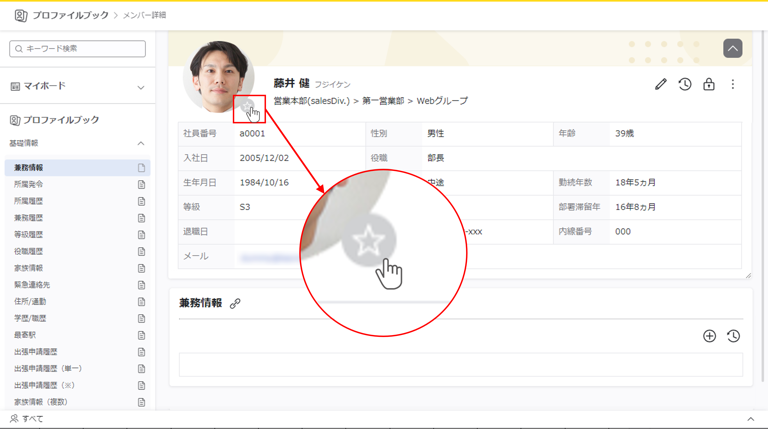 プロファイルブック > メンバー詳細
キーワード検索
マイボード
プロファイルブック
基礎情報
兼務情報
所属発令
所属履歴
兼務履歴
等級履歴
役職履歴
家族情報
緊急連絡先
住所/通勤
学歴/職歴
最寄駅
出張申請履歴
出張申請履歴（単一）
出張申請履歴（※）
家族情報（複数）
すべて
藤井 健 フジイケン
営業本部(salesDiv.) > 第一営業部 > Webグループ
社員番号 a0001 性別 男性 年齢 39歳
入社日 2005/12/02 役職 部長
生年月日 1984/10/16 中途 勤続年数 18年5ヵ月
等級 S3 部署滞留年 16年8ヵ月
退職日 -xxx 内線番号 000
メール
兼務情報